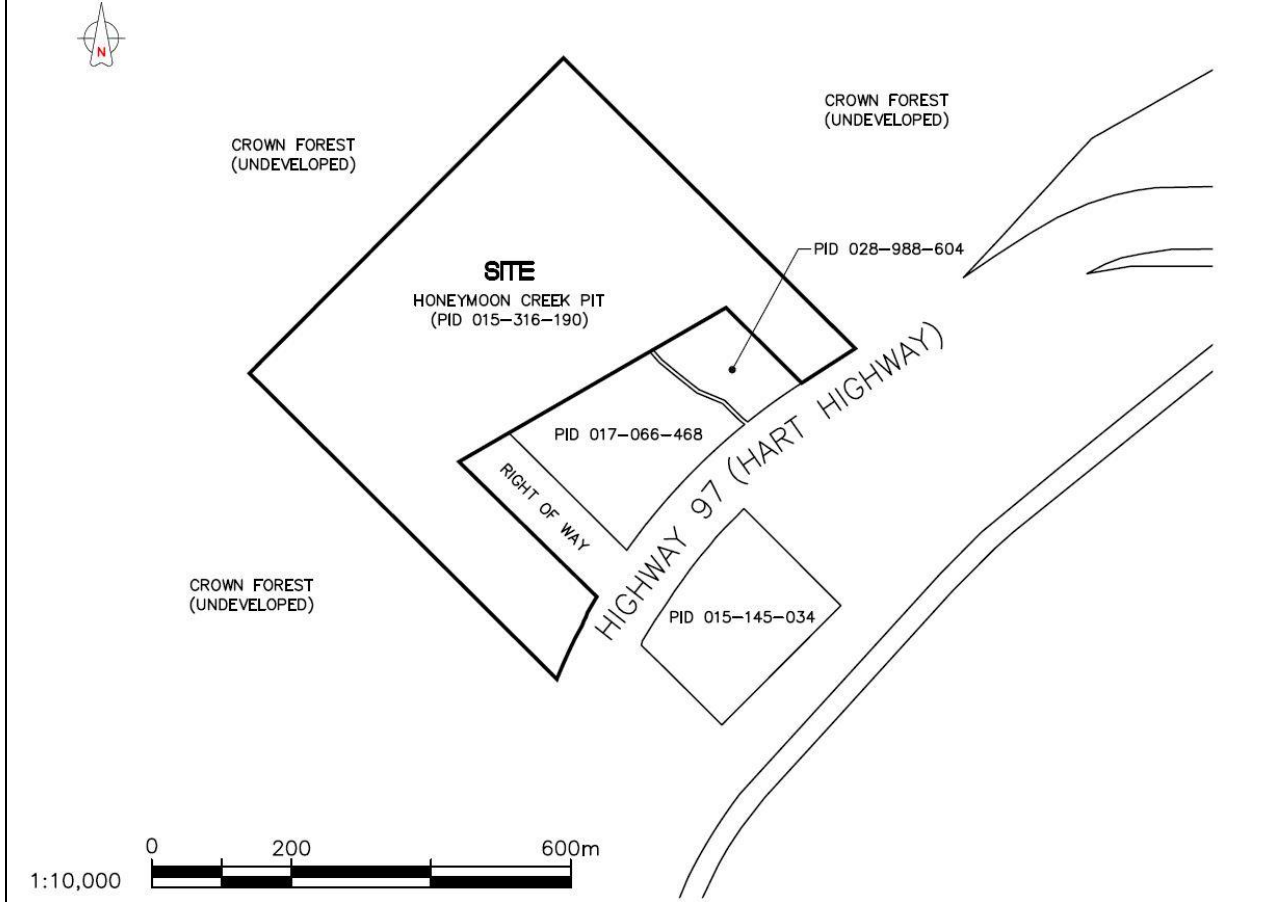 N
CROWN FOREST
(UNDEVELOPED)
CROWN FOREST
(UNDEVELOPED)
PID 028-988-604
SITE
HONEYMOON CREEK PIT
(PID 015-316-190)
PID 017-066-468
RIGHT OF WAY
HIGHWAY 97 (HART HIGHWAY)
CROWN FOREST
(UNDEVELOPED)
PID 015-145-034
0 200 600m
1:10,000